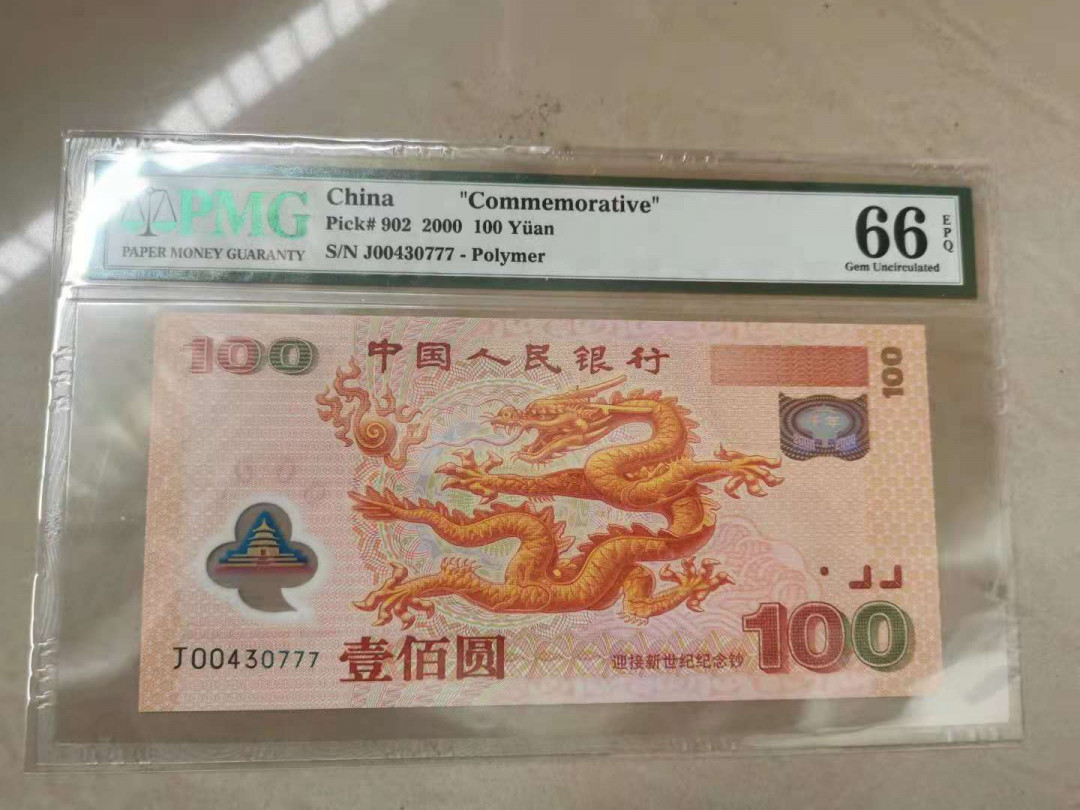 PMG
PAPER MONEY GUARANTY
China "Commemorative"
Pick# 902 2000 100 Yüan
S/N J00430777 - Polymer
66
EPQ
Gem Uncirculated
100
中国人民银行
100
J00430777
壹佰圆
迎接新世纪纪念钞
100